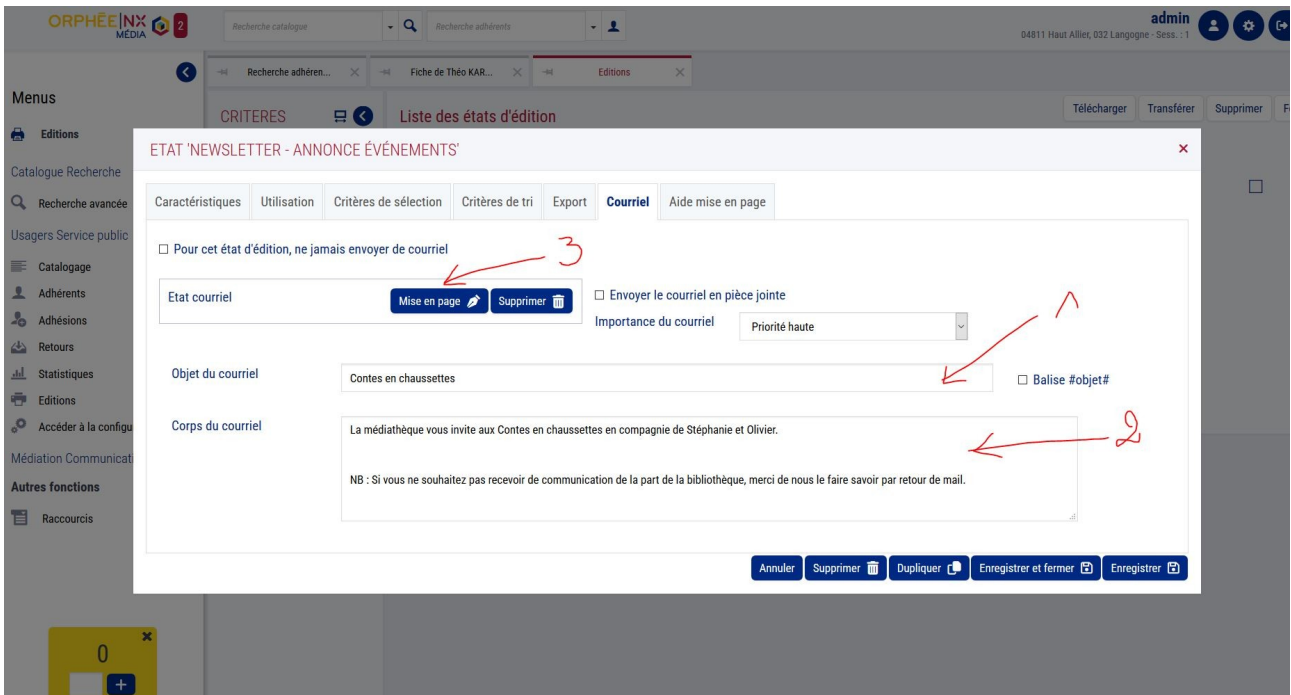 ORPHÉE NX
MÉDIA
2
Recherche catalogue
Recherche adhérents
admin
04811 Haut Allier, 032 Langogne - Sess. : 1
Recherche adhéren...
Fiche de Théo KAR...
Editions
Menus
Editions
Catalogue Recherche
Recherche avancée
Usagers Service public
Catalogage
Adhérents
Adhésions
Retours
Statistiques
Editions
Accéder à la configu
Médiation Communicati
Autres fonctions
Raccourcis
0
+
CRITERES
Liste des états d'édition
Télécharger
Transférer
Supprimer
ETAT 'NEWSLETTER - ANNONCE ÉVÉNEMENTS'
Caractéristiques
Utilisation
Critères de sélection
Critères de tri
Export
Courriel
Aide mise en page
Pour cet état d'édition, ne jamais envoyer de courriel
3
Etat courriel
Mise en page
Supprimer
Envoyer le courriel en pièce jointe
1
Importance du courriel
Priorité haute
Objet du courriel
Contes en chaussettes
Balise #objet#
Corps du courriel
La médiathèque vous invite aux Contes en chaussettes en compagnie de Stéphanie et Olivier.
2
NB : Si vous ne souhaitez pas recevoir de communication de la part de la bibliothèque, merci de nous le faire savoir par retour de mail.
Annuler
Supprimer
Dupliquer
Enregistrer et fermer
Enregistrer